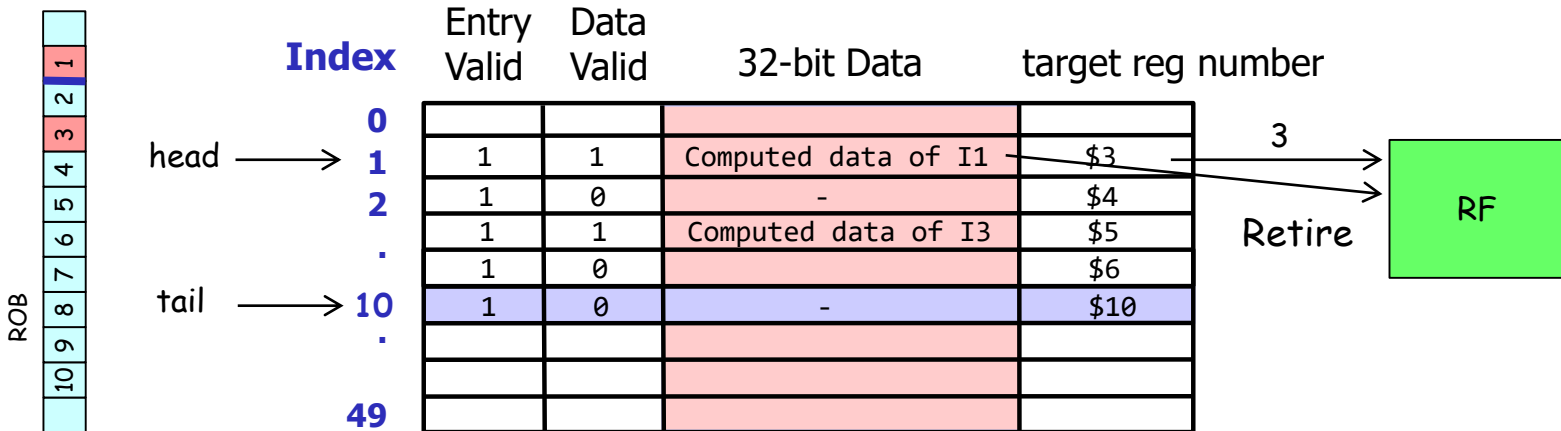 ROB
1
2
3
4
5
6
7
8
9
10
Index Entry Valid Data Valid 32-bit Data target reg number
0
head 1 1 1 Computed data of I1 $3 3
2 1 0 - $4
. 1 1 Computed data of I3 $5
1 0 $6
tail 10 1 0 - $10
.
49
Retire
RF